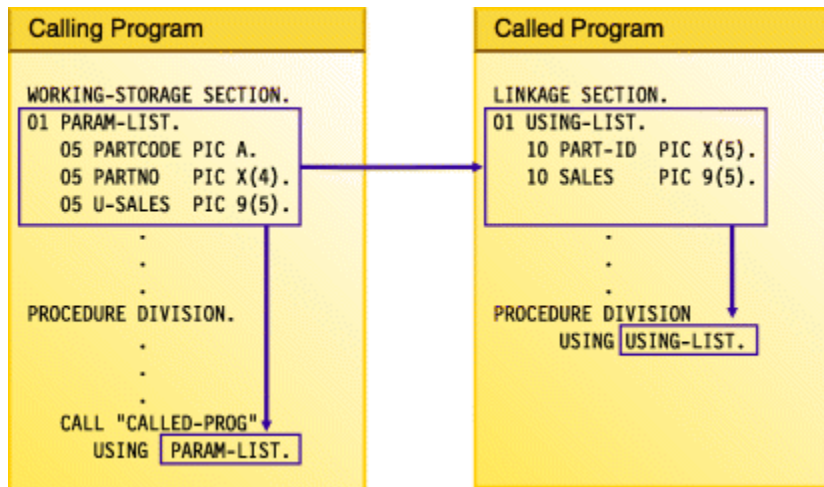 Calling Program
WORKING-STORAGE SECTION.
01 PARAM-LIST.
05 PARTCODE PIC A.
05 PARTNO PIC X(4).
05 U-SALES PIC 9(5).
.
.
.
PROCEDURE DIVISION.
.
.
.
CALL "CALLED-PROG"
USING PARAM-LIST.
Called Program
LINKAGE SECTION.
01 USING-LIST.
10 PART-ID PIC X(5).
10 SALES PIC 9(5).
.
.
.
PROCEDURE DIVISION
USING USING-LIST.